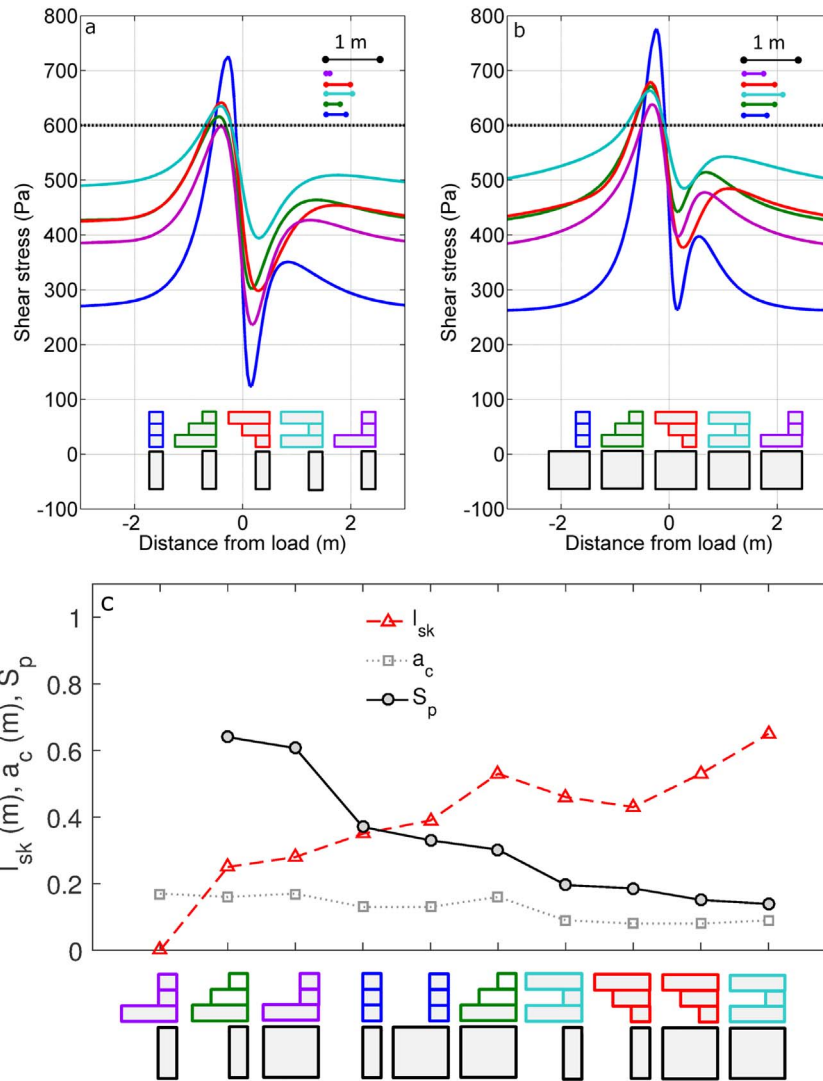 a
1 m
800
700
600
500
400
300
200
100
0
-100
Shear stress (Pa)
-2
0
2
Distance from load (m)
b
1 m
800
700
600
500
400
300
200
100
0
-100
Shear stress (Pa)
-2
0
2
Distance from load (m)
c
l_sk
a_c
S_p
1
0.8
0.6
0.4
0.2
0
l_sk (m), a_c (m), S_p